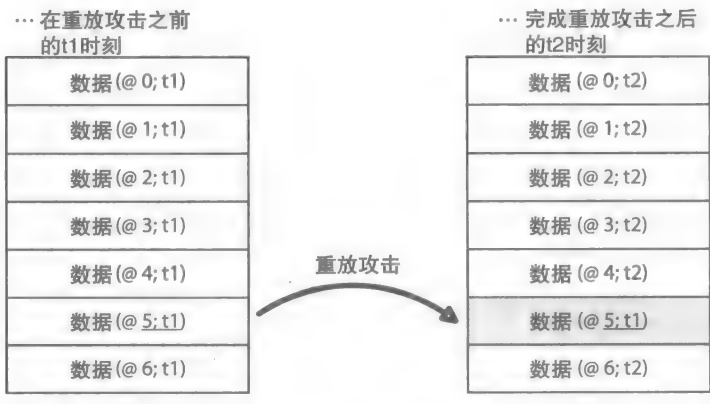 … 在重放攻击之前
的t1时刻
数据(@ 0; t1)
数据(@ 1; t1)
数据(@ 2; t1)
数据(@ 3; t1)
数据(@ 4; t1)
数据(@ 5; t1)
数据(@ 6; t1)
重放攻击
… 完成重放攻击之后
的t2时刻
数据(@ 0; t2)
数据(@ 1; t2)
数据(@ 2; t2)
数据(@ 3; t2)
数据(@ 4; t2)
数据(@ 5; t1)
数据(@ 6; t2)